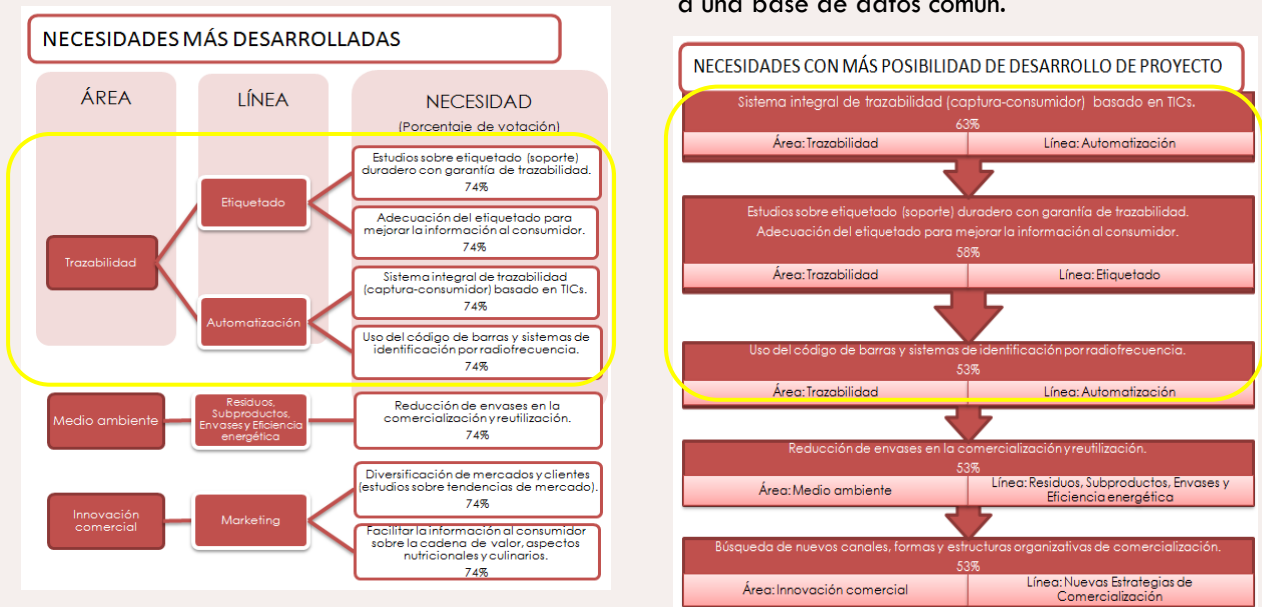 a una base de datos común.
NECESIDADES MÁS DESARROLLADAS
ÁREA
LÍNEA
NECESIDAD
(Porcentaje de votación)
Trazabilidad
Etiquetado
Estudios sobre etiquetado (soporte)
duradero con garantía de trazabilidad.
74%
Adecuación del etiquetado para
mejorar la información al consumidor.
74%
Automatización
Sistema integral de trazabilidad
(captura-consumidor) basado en TICs.
74%
Uso del código de barras y sistemas de
identificación por radiofrecuencia.
74%
Medio ambiente
Residuos,
Subproductos,
Envases y Eficiencia
energética
Reducción de envases en la
comercialización y reutilización.
74%
Innovación
comercial
Marketing
Diversificación de mercados y clientes
(estudios sobre tendencias de mercado).
74%
Facilitar la información al consumidor
sobre la cadena de valor, aspectos
nutricionales y culinarios.
74%
NECESIDADES CON MÁS POSIBILIDAD DE DESARROLLO DE PROYECTO
Sistema integral de trazabilidad (captura-consumidor) basado en TICs.
63%
Área: Trazabilidad
Línea: Automatización
Estudios sobre etiquetado (soporte) duradero con garantía de trazabilidad.
Adecuación del etiquetado para mejorar la información al consumidor.
58%
Área: Trazabilidad
Línea: Etiquetado
Uso del código de barras y sistemas de identificación por radiofrecuencia.
53%
Área: Trazabilidad
Línea: Automatización
Reducción de envases en la comercialización y reutilización.
53%
Área: Medio ambiente
Línea: Residuos, Subproductos, Envases y
Eficiencia energética
Búsqueda de nuevos canales, formas y estructuras organizativas de comercialización.
53%
Área: Innovación comercial
Línea: Nuevas Estrategias de
Comercialización